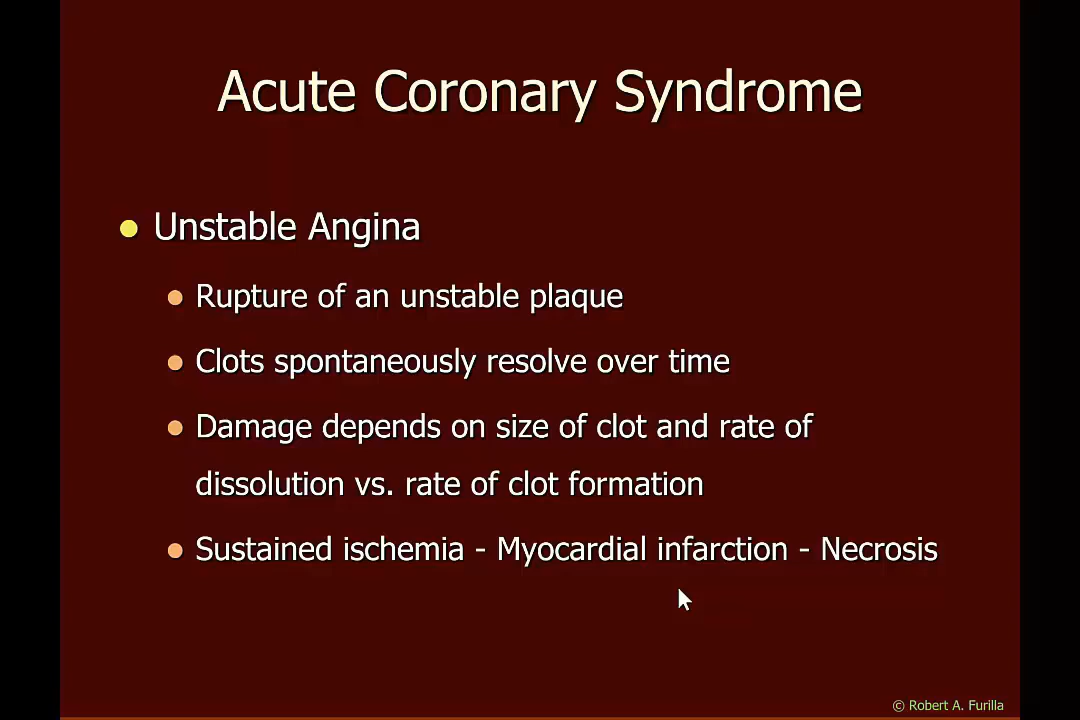 Acute Coronary Syndrome
Unstable Angina
Rupture of an unstable plaque
Clots spontaneously resolve over time
Damage depends on size of clot and rate of
dissolution vs. rate of clot formation
Sustained ischemia - Myocardial infarction - Necrosis
© Robert A. Furilla